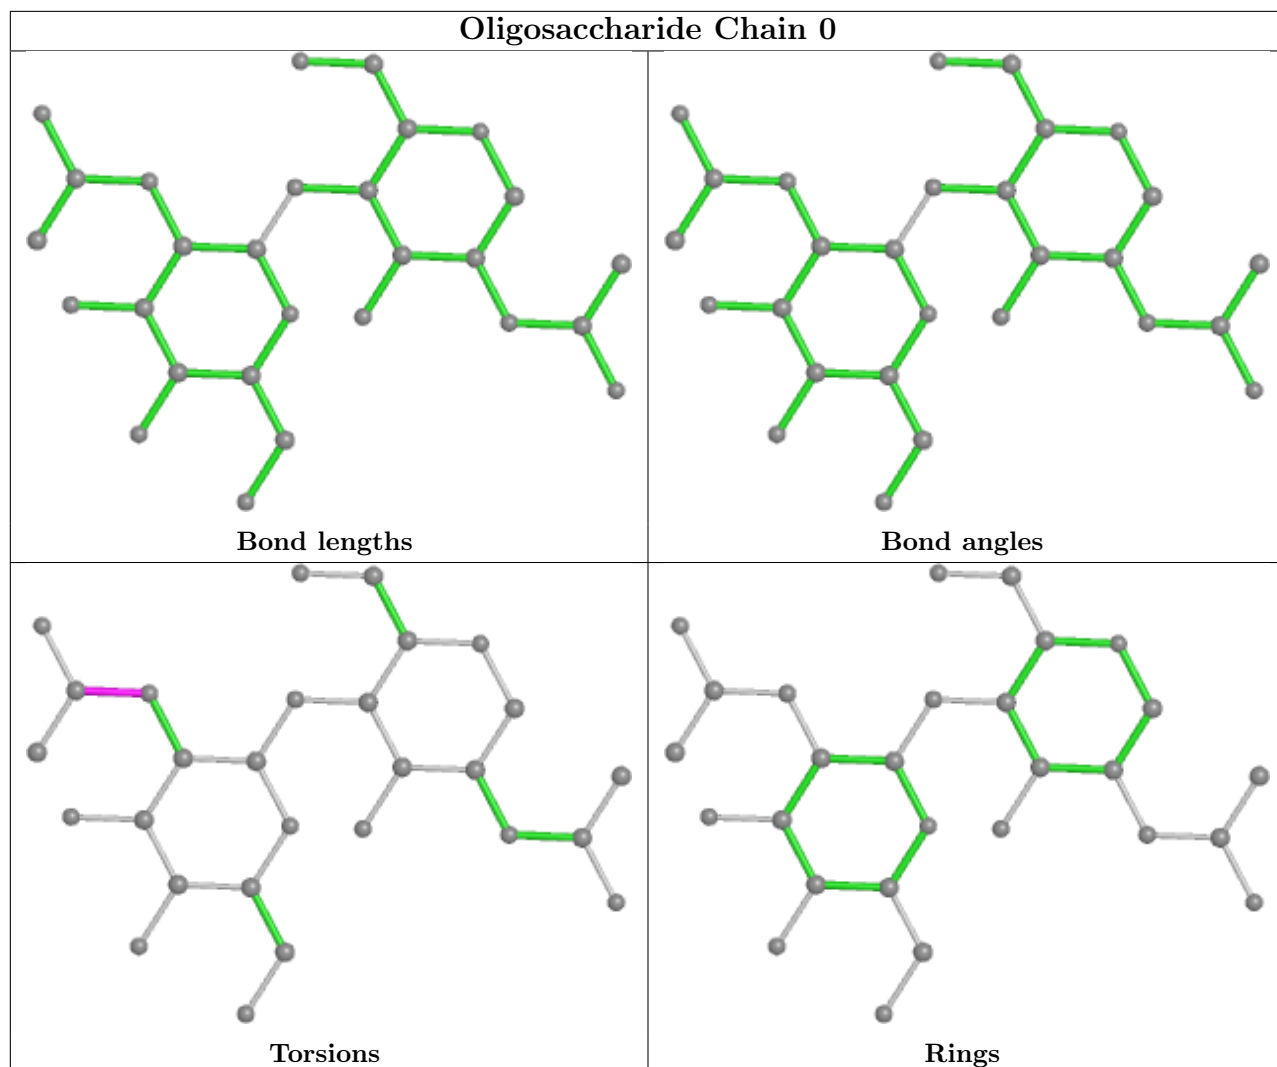 Oligosaccharide Chain 0
Bond lengths
Bond angles
Torsions
Rings